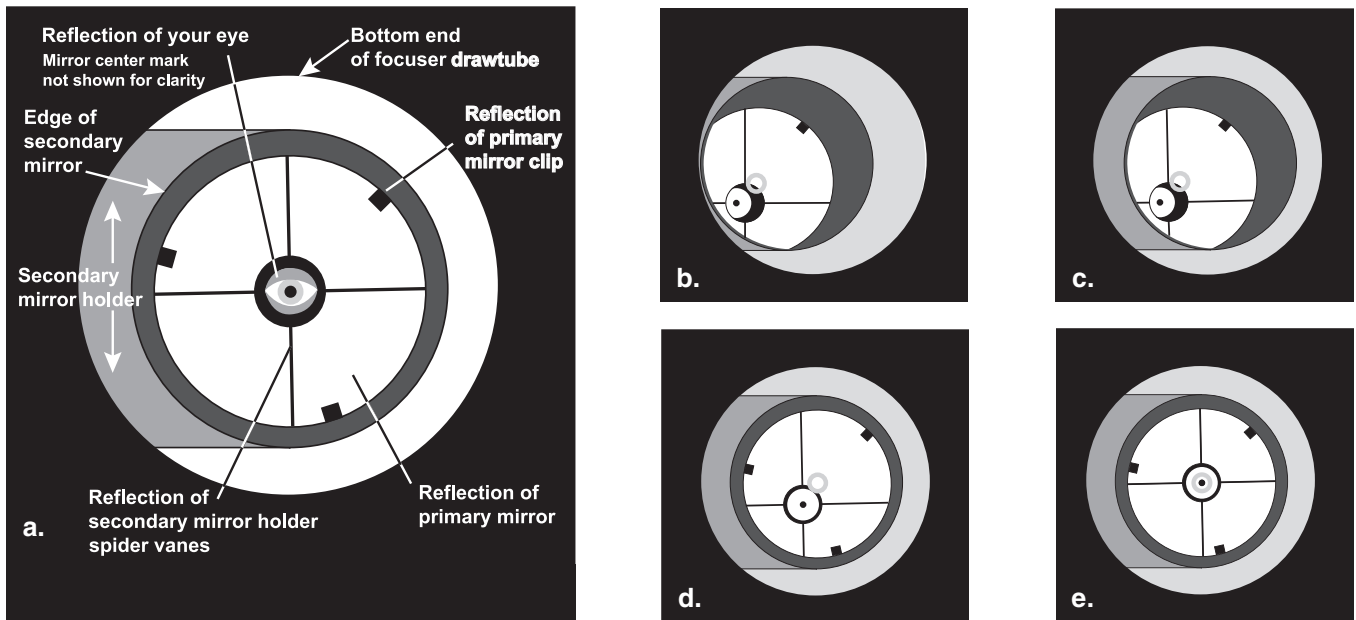 Reflection of your eye
Mirror center mark
not shown for clarity
Bottom end
of focuser drawtube
Edge of
secondary
mirror
Reflection
of primary
mirror clip
Secondary
mirror holder
Reflection of
secondary mirror holder
spider vanes
Reflection of
primary mirror
a.
b.
c.
d.
e.